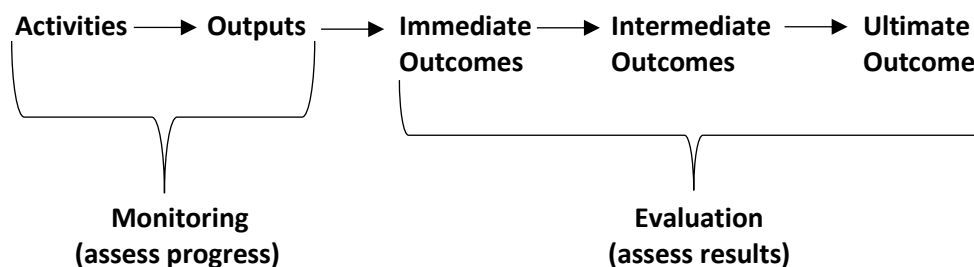 Activities Outputs Immediate Intermediate Ultimate
Outcomes Outcomes Outcome
Monitoring Evaluation
(assess progress) (assess results)